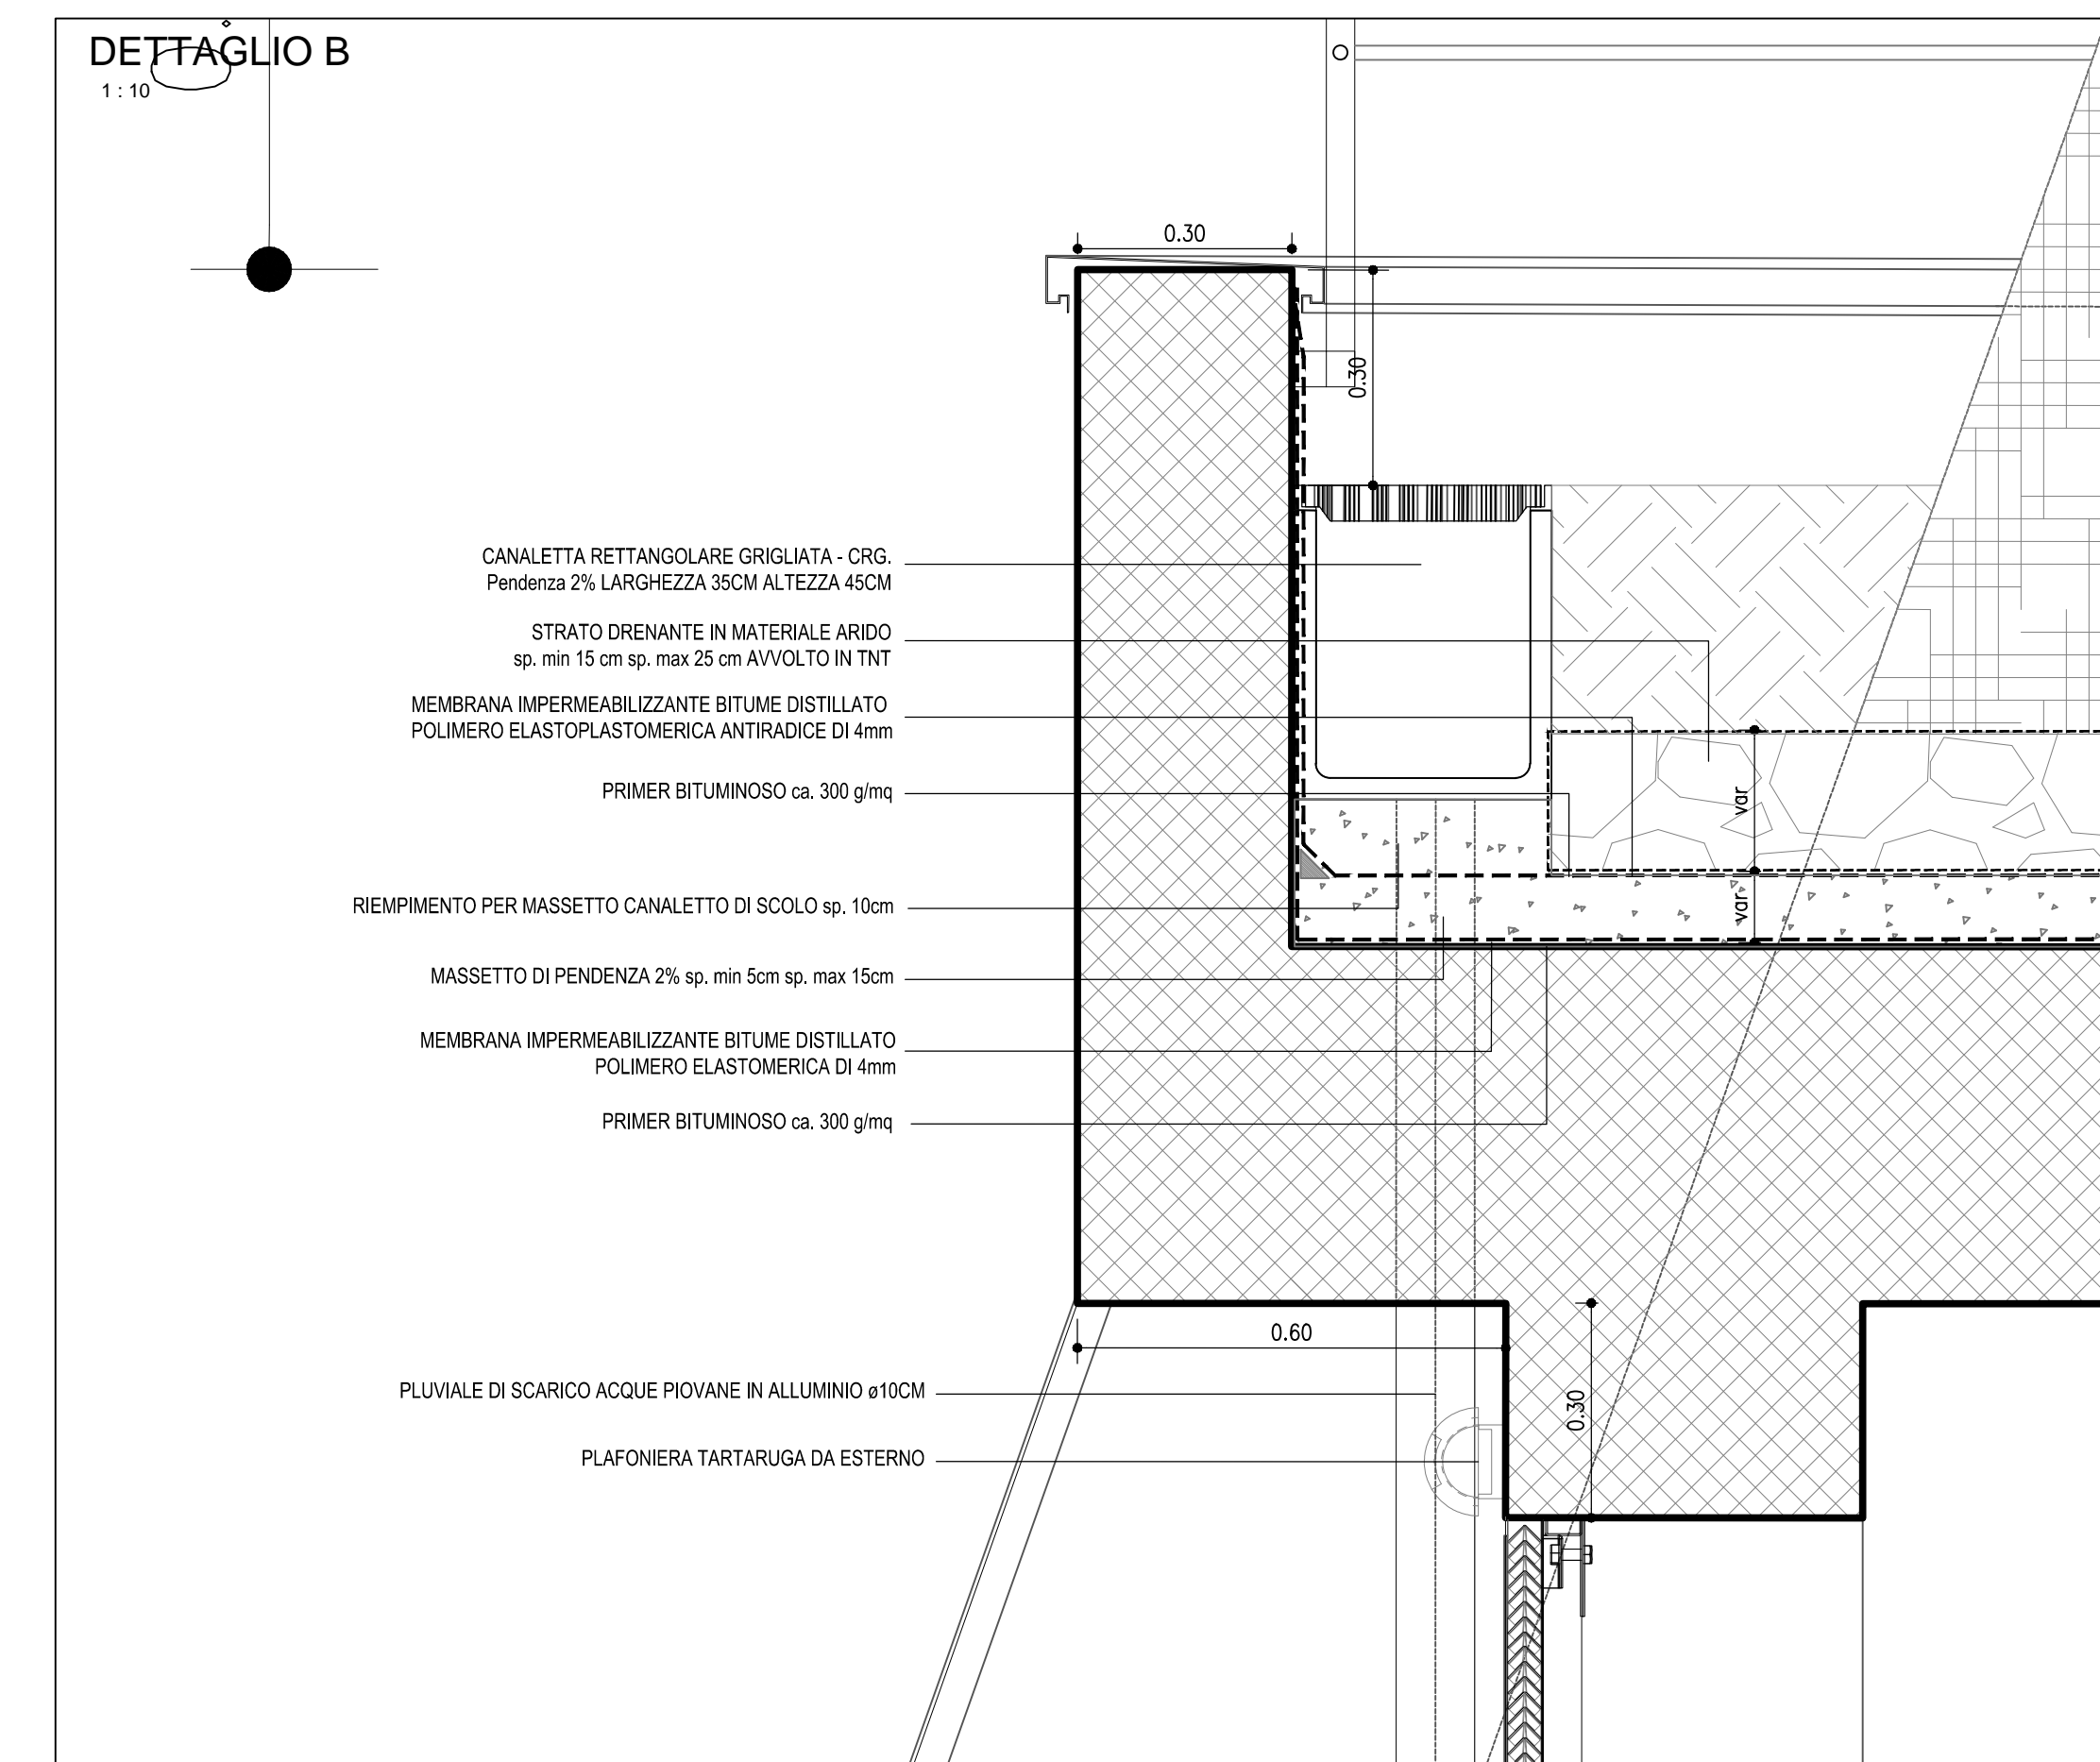 DETTAGLIO B
1 : 10
0.30
0.30
CANALETTA RETTANGOLARE GRIGLIATA - CRG.
Pendenza 2% LARGHEZZA 35CM ALTEZZA 45CM
STRATO DRENANTE IN MATERIALE ARIDO
sp. min 15 cm sp. max 25 cm AVVOLTO IN TNT
MEMBRANA IMPERMEABILIZZANTE BITUME DISTILLATO
POLIMERO ELASTOPLASTOMERICA ANTIRADICE DI 4mm
PRIMER BITUMINOSO ca. 300 g/mq
var
RIEMPIMENTO PER MASSETTO CANALETTO DI SCOLO sp. 10cm
var
MASSETTO DI PENDENZA 2% sp. min 5cm sp. max 15cm
MEMBRANA IMPERMEABILIZZANTE BITUME DISTILLATO
POLIMERO ELASTOMERICA DI 4mm
PRIMER BITUMINOSO ca. 300 g/mq
0.60
PLUVIALE DI SCARICO ACQUE PIOVANE IN ALLUMINIO ø10CM
0.30
PLAFONIERA TARTARUGA DA ESTERNO